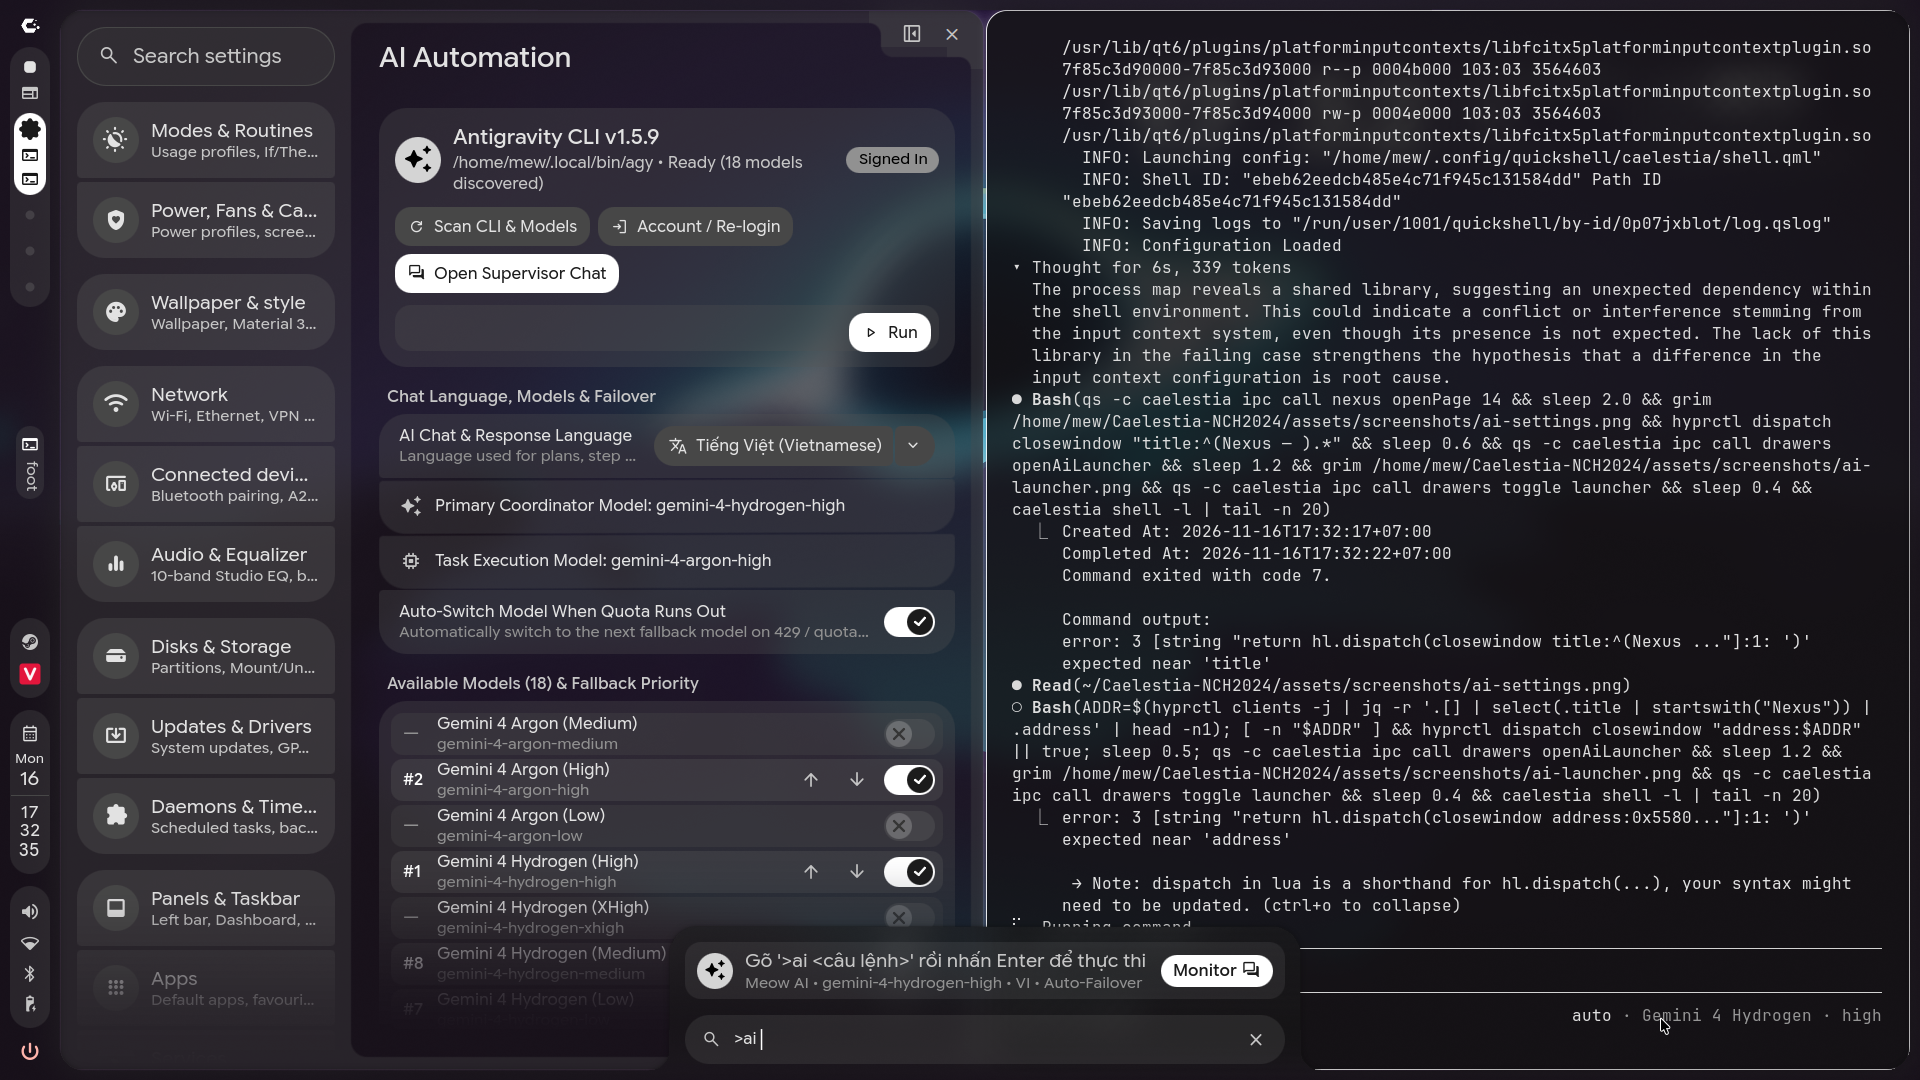 Mon
16
17
32
35
foot
Search settings
Modes & Routines
Usage profiles, If/The...
Power, Fans & Ca...
Power profiles, scree...
Wallpaper & style
Wallpaper, Material 3...
Network
Wi-Fi, Ethernet, VPN ...
Connected devi...
Bluetooth pairing, A2...
Audio & Equalizer
10-band Studio EQ, b...
Disks & Storage
Partitions, Mount/Un...
Updates & Drivers
System updates, GP...
Daemons & Time...
Scheduled tasks, bac...
Panels & Taskbar
Left bar, Dashboard, ...
Apps
Default apps, favouri...
AI Automation
Antigravity CLI v1.5.9
/home/mew/.local/bin/agy • Ready (18 models
discovered)
Signed In
Scan CLI & Models
Account / Re-login
Open Supervisor Chat
Run
Chat Language, Models & Failover
AI Chat & Response Language
Language used for plans, step ...
Tiếng Việt (Vietnamese)
Primary Coordinator Model: gemini-4-hydrogen-high
Task Execution Model: gemini-4-argon-high
Auto-Switch Model When Quota Runs Out
Automatically switch to the next fallback model on 429 / quota...
Available Models (18) & Fallback Priority
Gemini 4 Argon (Medium)
gemini-4-argon-medium
#2
Gemini 4 Argon (High)
gemini-4-argon-high
Gemini 4 Argon (Low)
gemini-4-argon-low
#1
Gemini 4 Hydrogen (High)
gemini-4-hydrogen-high
Gemini 4 Hydrogen (XHigh)
gemini-4-hydrogen-xhigh
#8
Gemini 4 Hydrogen (Medium)
gemini-4-hydrogen-medium
#7
Gemini 4 Hydrogen (Low)
/usr/lib/qt6/plugins/platforminputcontexts/libfcitx5platforminputcontextplugin.so
7f85c3d90000-7f85c3d93000 r--p 0004b000 103:03 3564603
/usr/lib/qt6/plugins/platforminputcontexts/libfcitx5platforminputcontextplugin.so
7f85c3d93000-7f85c3d94000 rw-p 0004e000 103:03 3564603
/usr/lib/qt6/plugins/platforminputcontexts/libfcitx5platforminputcontextplugin.so
INFO: Launching config: "/home/mew/.config/quickshell/caelestia/shell.qml"
INFO: Shell ID: "ebeb62eedcb485e4c71f945c131584dd" Path ID
"ebeb62eedcb485e4c71f945c131584dd"
INFO: Saving logs to "/run/user/1001/quickshell/by-id/0p07jxblot/log.qslog"
INFO: Configuration Loaded
▾ Thought for 6s, 339 tokens
The process map reveals a shared library, suggesting an unexpected dependency within
the shell environment. This could indicate a conflict or interference stemming from
the input context system, even though its presence is not expected. The lack of this
library in the failing case strengthens the hypothesis that a difference in the
input context configuration is root cause.
● Bash(qs -c caelestia ipc call nexus openPage 14 && sleep 2.0 && grim
/home/mew/Caelestia-NCH2024/assets/screenshots/ai-settings.png && hyprctl dispatch
closewindow "title:^(Nexus — ).*" && sleep 0.6 && qs -c caelestia ipc call drawers
openAiLauncher && sleep 1.2 && grim /home/mew/Caelestia-NCH2024/assets/screenshots/ai-
launcher.png && qs -c caelestia ipc call drawers toggle launcher && sleep 0.4 &&
caelestia shell -l | tail -n 20)
Created At: 2026-11-16T17:32:17+07:00
Completed At: 2026-11-16T17:32:22+07:00
Command exited with code 7.
Command output:
error: 3 [string "return hl.dispatch(closewindow title:^(Nexus ..."]:1: ')'
expected near 'title'
● Read(~/Caelestia-NCH2024/assets/screenshots/ai-settings.png)
○ Bash(ADDR=$(hyprctl clients -j | jq -r '.[] | select(.title | startswith("Nexus")) |
.address' | head -n1); [ -n "$ADDR" ] && hyprctl dispatch closewindow "address:$ADDR"
|| true; sleep 0.5; qs -c caelestia ipc call drawers openAiLauncher && sleep 1.2 &&
grim /home/mew/Caelestia-NCH2024/assets/screenshots/ai-launcher.png && qs -c caelestia
ipc call drawers toggle launcher && sleep 0.4 && caelestia shell -l | tail -n 20)
error: 3 [string "return hl.dispatch(closewindow address:0x5580..."]:1: ')'
expected near 'address'
→ Note: dispatch in lua is a shorthand for hl.dispatch(...), your syntax might
need to be updated. (ctrl+o to collapse)
Running command
auto · Gemini 4 Hydrogen · high
Gõ '>ai <câu lệnh>' rồi nhấn Enter để thực thi
Meow AI • gemini-4-hydrogen-high • VI • Auto-Failover
Monitor
>ai